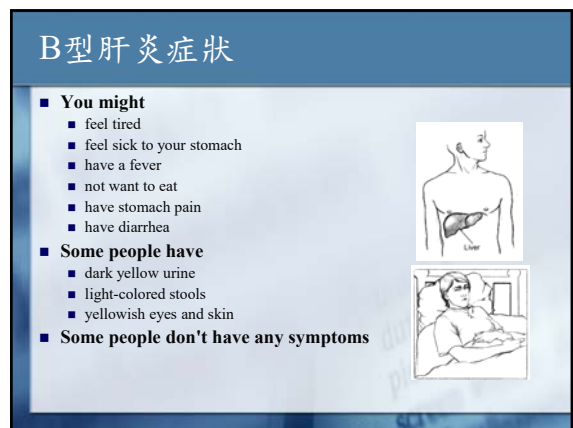 B型肝炎症狀
You might
feel tired
feel sick to your stomach
have a fever
not want to eat
have stomach pain
have diarrhea
Some people have
dark yellow urine
light-colored stools
yellowish eyes and skin
Some people don't have any symptoms
Liver